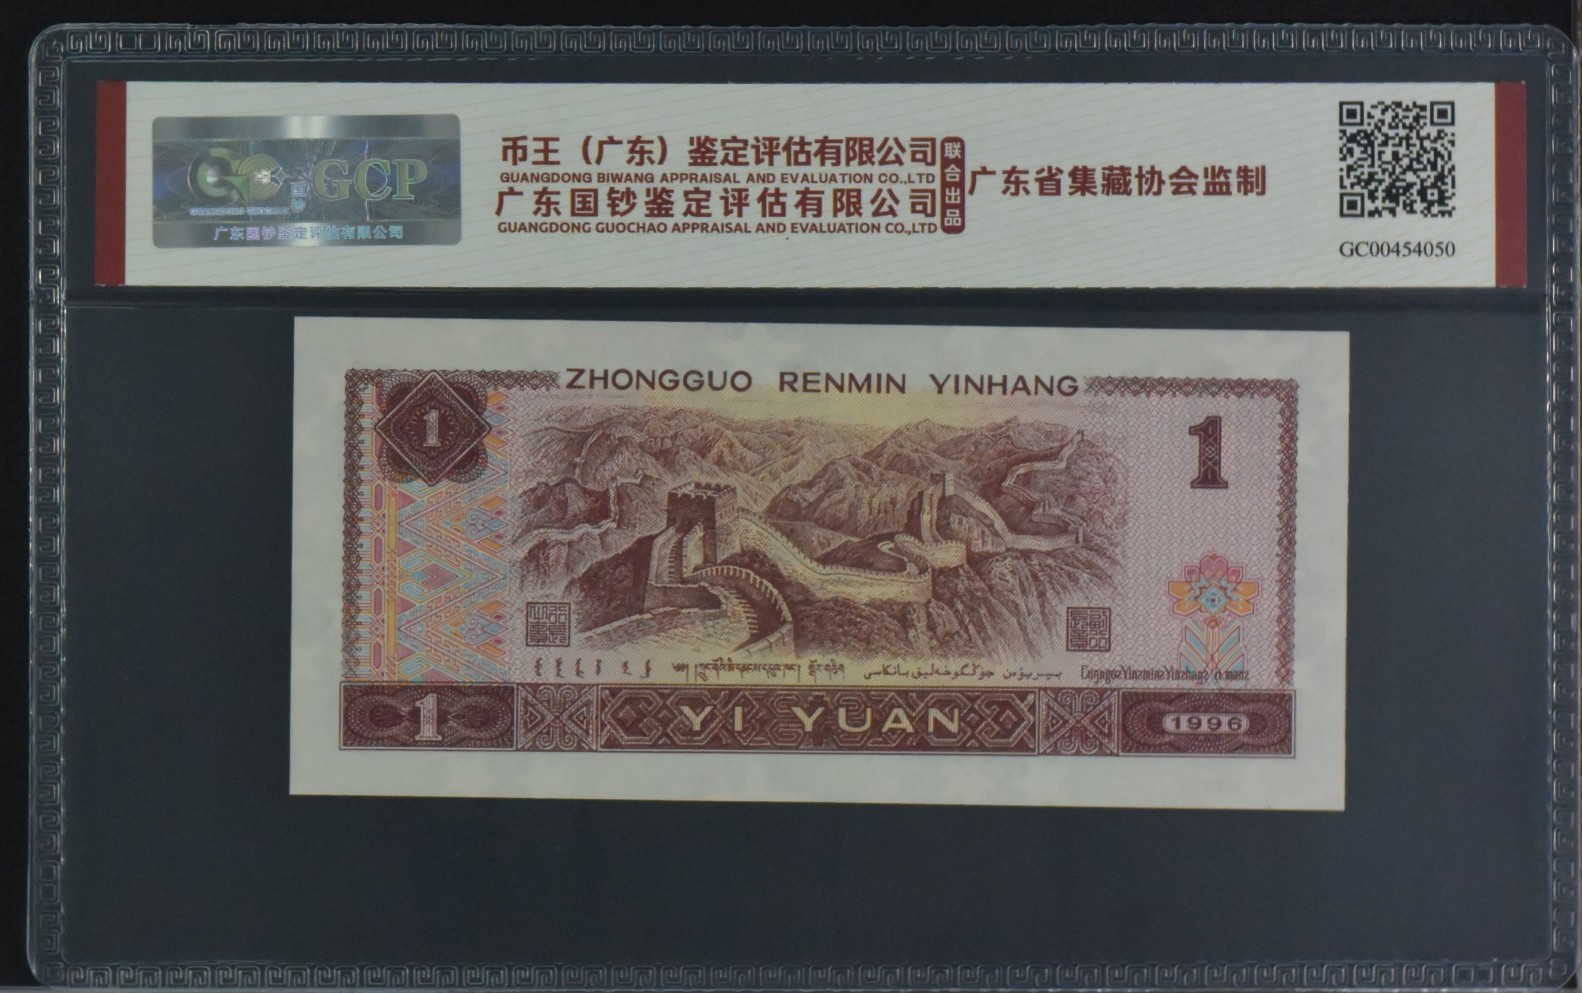 币王（广东）鉴定评估有限公司
GUANGDONG BIWANG APPRAISAL AND EVALUATION CO.,LTD
广东国钞鉴定评估有限公司
GUANGDONG GUOCHAO APPRAISAL AND EVALUATION CO.,LTD
联合出品
广东省集藏协会监制
GC00454050
GCP
国钞
广东国钞鉴定评估有限公司
ZHONGGUO RENMIN YINHANG
1
1
1 YI YUAN 1996